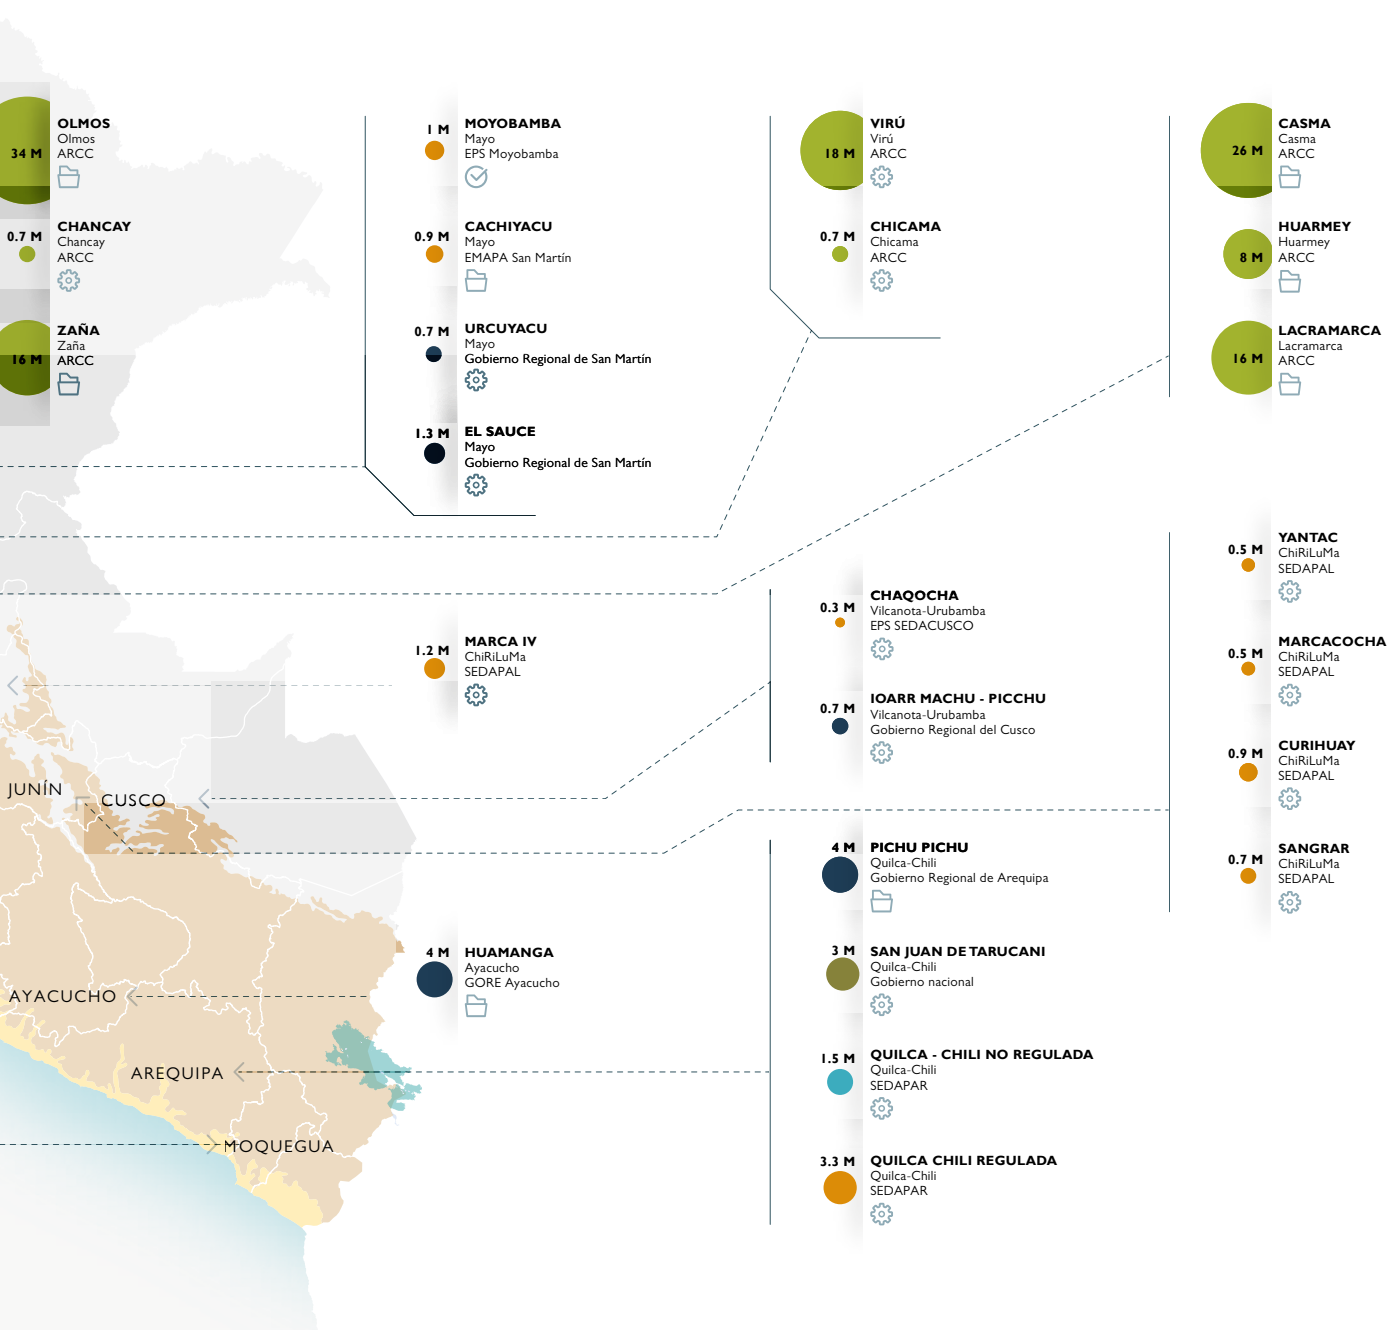 34 M
OLMOS
Olmos
ARCC
0.7 M
CHANCAY
Chancay
ARCC
16 M
ZAÑA
Zaña
ARCC
1 M
MOYOBAMBA
Mayo
EPS Moyobamba
0.9 M
CACHIYACU
Mayo
EMAPA San Martín
0.7 M
URCUYACU
Mayo
Gobierno Regional de San Martín
1.3 M
EL SAUCE
Mayo
Gobierno Regional de San Martín
18 M
VIRÚ
Virú
ARCC
0.7 M
CHICAMA
Chicama
ARCC
26 M
CASMA
Casma
ARCC
8 M
HUARMEY
Huarmey
ARCC
16 M
LACRAMARCA
Lacramarca
ARCC
1.2 M
MARCA IV
ChiRiLuMa
SEDAPAL
0.3 M
CHAQOCHA
Vilcanota-Urubamba
EPS SEDACUSCO
0.7 M
IOARR MACHU - PICCHU
Vilcanota-Urubamba
Gobierno Regional del Cusco
0.5 M
YANTAC
ChiRiLuMa
SEDAPAL
0.5 M
MARCACOCHA
ChiRiLuMa
SEDAPAL
0.9 M
CURIHUAY
ChiRiLuMa
SEDAPAL
0.7 M
SANGRAR
ChiRiLuMa
SEDAPAL
JUNÍN
CUSCO
4 M
HUAMANGA
Ayacucho
GORE Ayacucho
4 M
PICHU PICHU
Quilca-Chili
Gobierno Regional de Arequipa
3 M
SAN JUAN DE TARUCANI
Quilca-Chili
Gobierno nacional
1.5 M
QUILCA - CHILI NO REGULADA
Quilca-Chili
SEDAPAR
3.3 M
QUILCA CHILI REGULADA
Quilca-Chili
SEDAPAR
AYACUCHO
AREQUIPA
MOQUEGUA